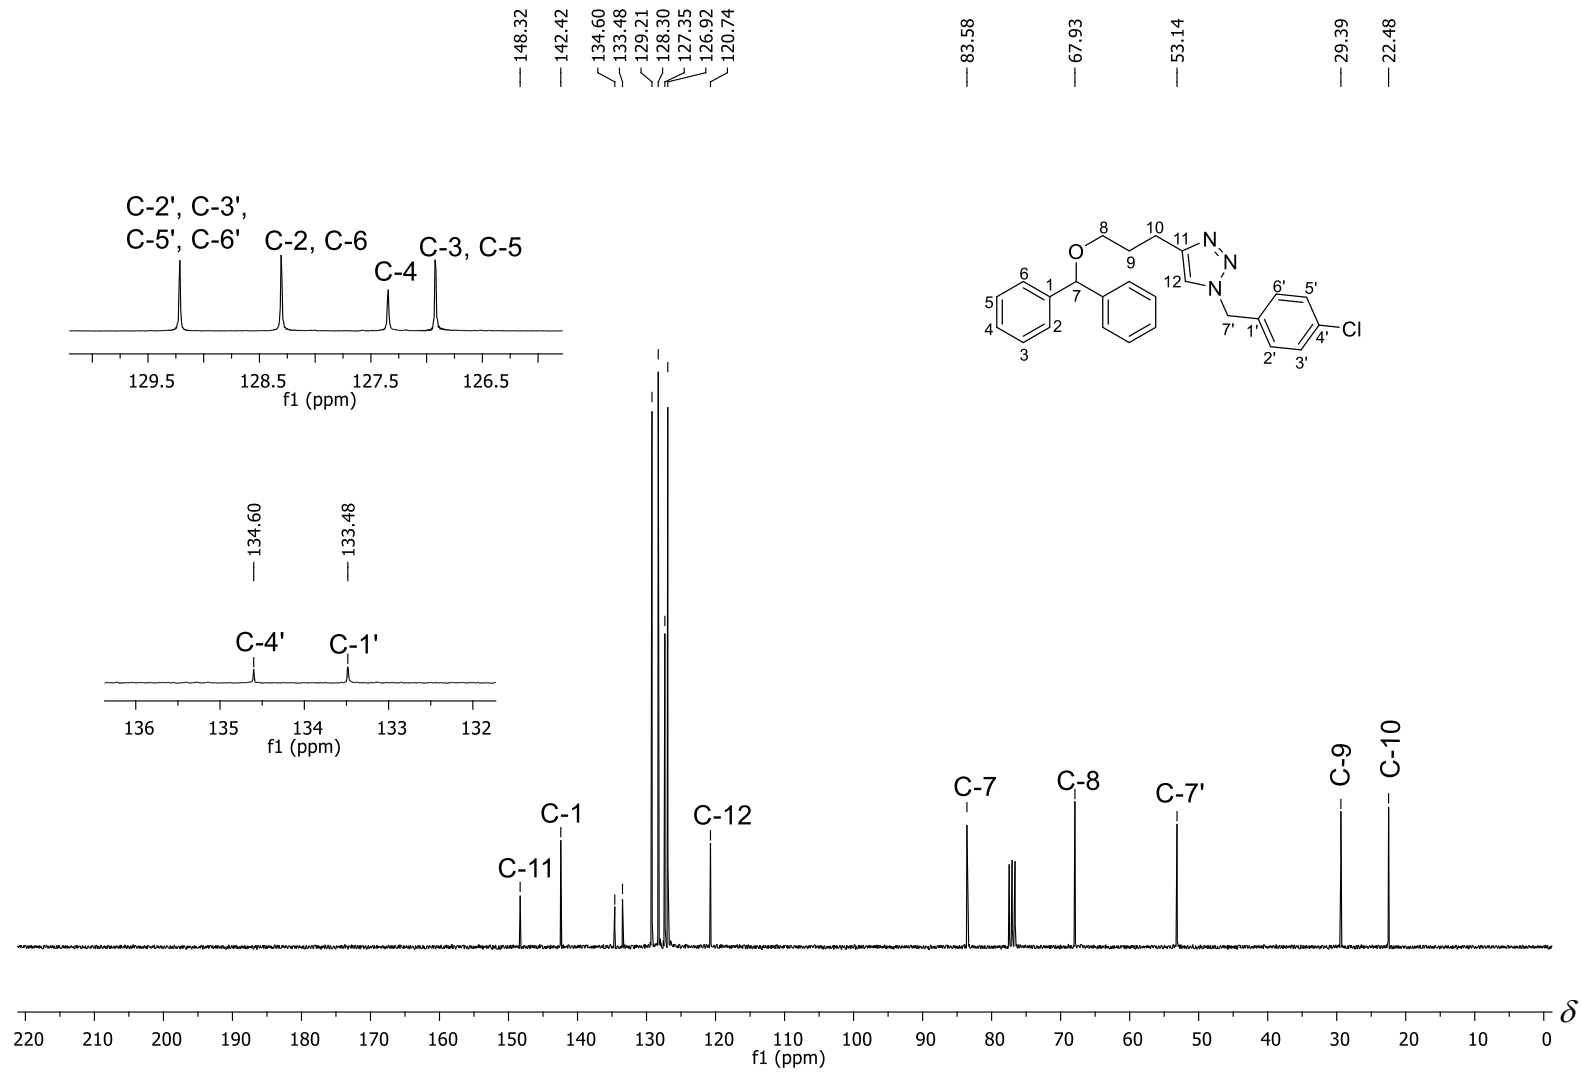 148.32
142.42
134.60
133.48
129.21
128.30
127.35
126.92
120.74
83.58
67.93
53.14
29.39
22.48
C-2', C-3',
C-5', C-6'
C-2, C-6
C-4
C-3, C-5
129.5 128.5 127.5 126.5
f1 (ppm)
8
10
O
9
11
N
N
N
12
6
1
7
5
4
2
3
7'
6'
5'
1'
4'
Cl
2'
3'
134.60
133.48
C-4'
C-1'
136 135 134 133 132
f1 (ppm)
C-11
C-1
C-12
C-7
C-8
C-7'
C-9
C-10
220 210 200 190 180 170 160 150 140 130 120 110 100 90 80 70 60 50 40 30 20 10 0
δ
f1 (ppm)